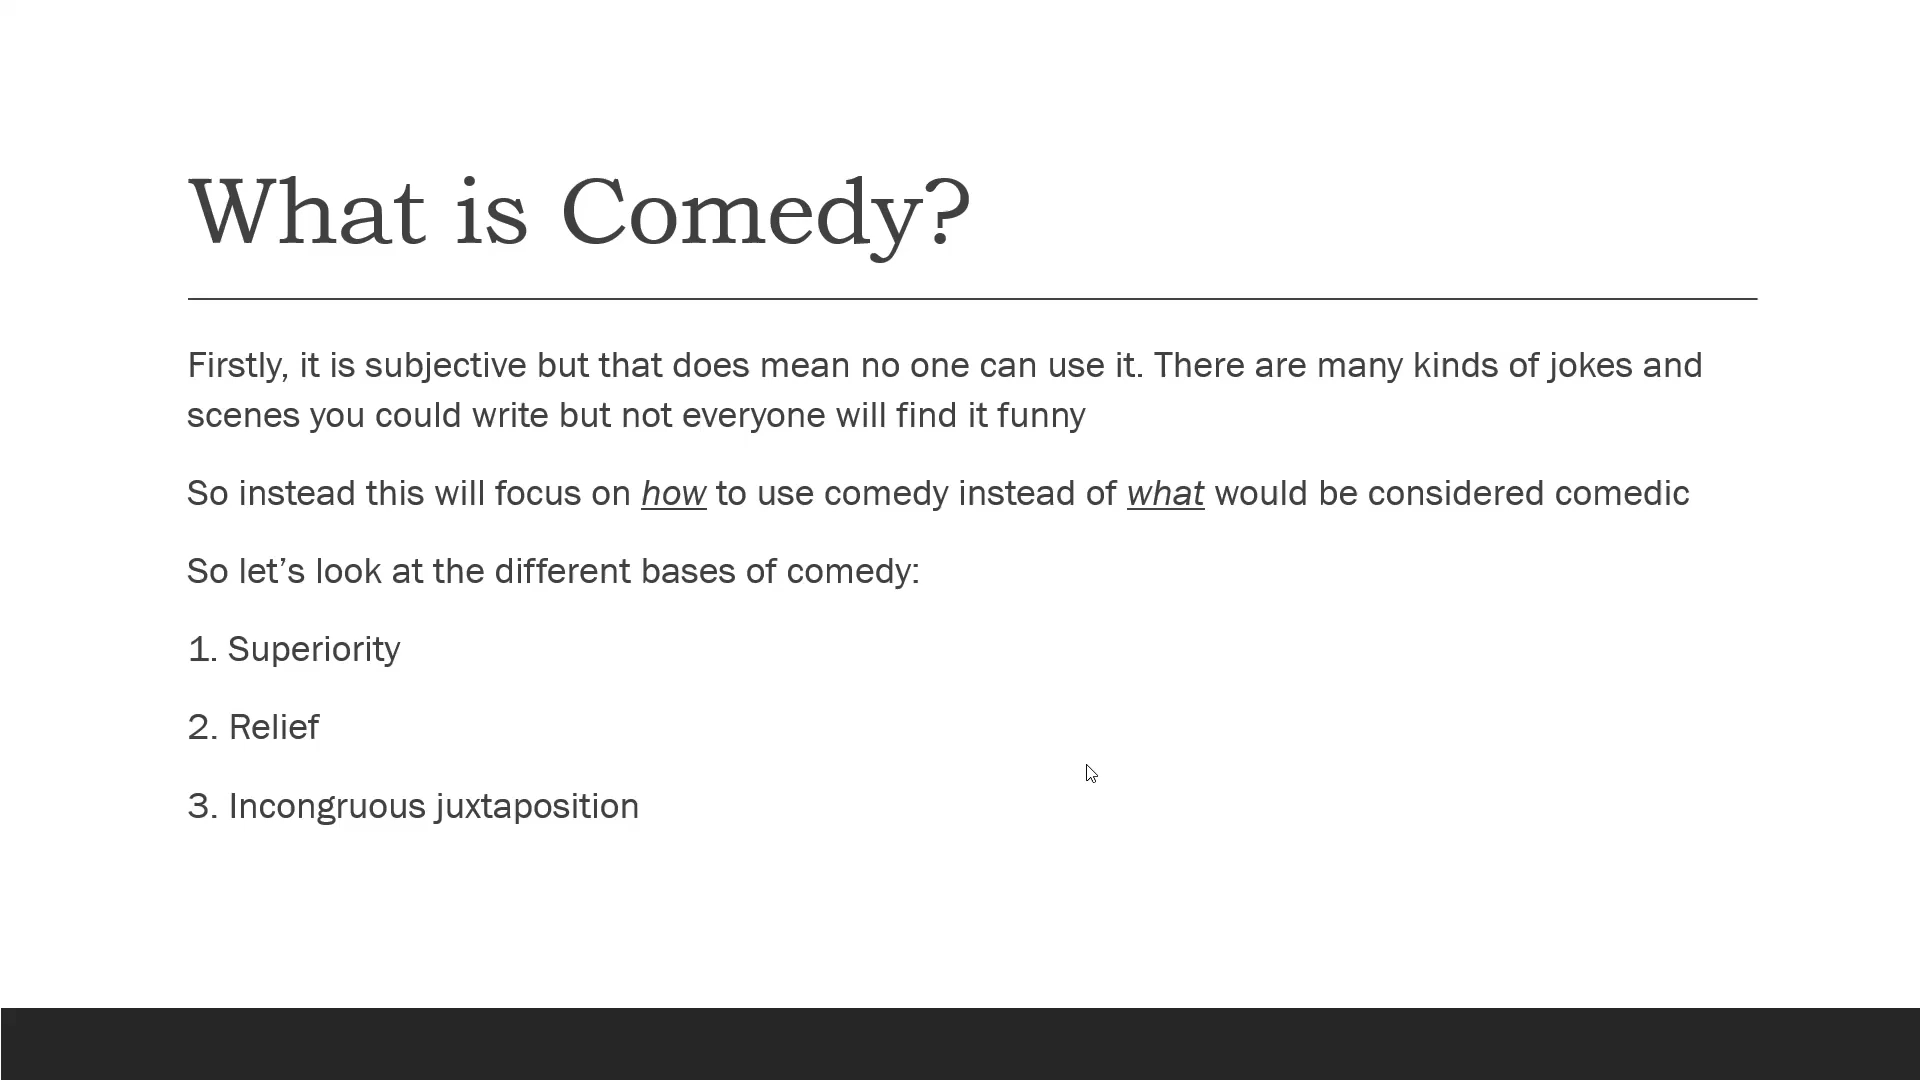 What is Comedy?
Firstly, it is subjective but that does mean no one can use it. There are many kinds of jokes and
scenes you could write but not everyone will find it funny
So instead this will focus on how to use comedy instead of what would be considered comedic
So let’s look at the different bases of comedy:
1. Superiority
2. Relief
3. Incongruous juxtaposition